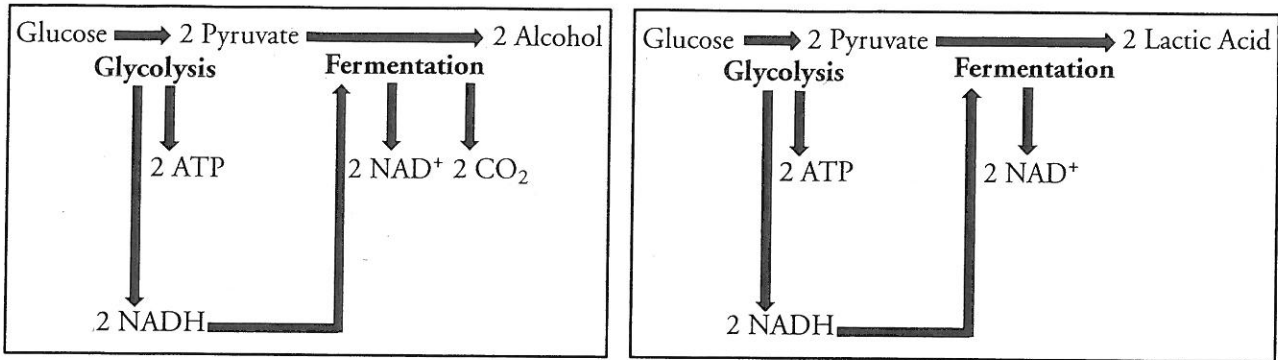 Glucose 2 Pyruvate 2 Alcohol
Glycolysis Fermentation
2 ATP 2 NAD⁺ 2 CO₂
2 NADH
Glucose 2 Pyruvate 2 Lactic Acid
Glycolysis Fermentation
2 ATP 2 NAD⁺
2 NADH